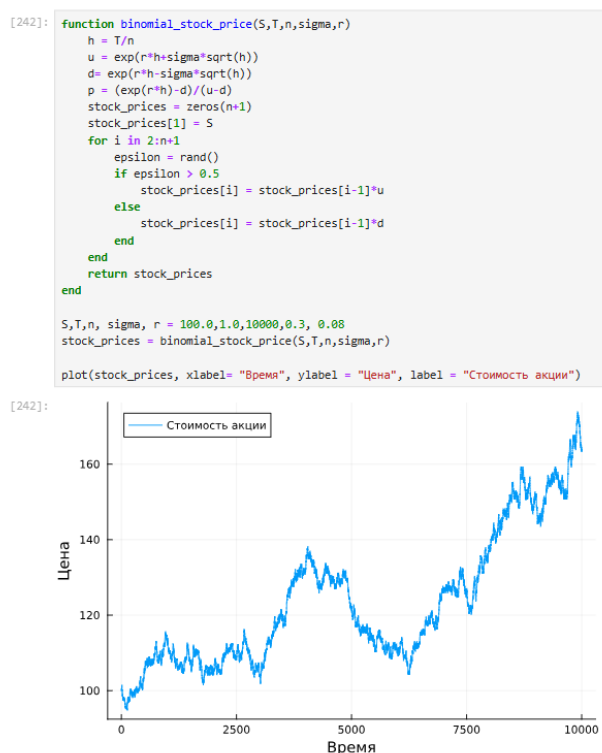 [242]: function binomial_stock_price(S,T,n,sigma,r)
    h = T/n
    u = exp(r*h+sigma*sqrt(h))
    d= exp(r*h-sigma*sqrt(h))
    p = (exp(r*h)-d)/(u-d)
    stock_prices = zeros(n+1)
    stock_prices[1] = S
    for i in 2:n+1
        epsilon = rand()
        if epsilon > 0.5
            stock_prices[i] = stock_prices[i-1]*u
        else
            stock_prices[i] = stock_prices[i-1]*d
        end
    end
    return stock_prices
end
S,T,n, sigma, r = 100.0,1.0,10000,0.3, 0.08
stock_prices = binomial_stock_price(S,T,n,sigma,r)
plot(stock_prices, xlabel= "Время", ylabel = "Цена", label = "Стоимость акции")
[242]:
Стоимость акции
160
140
120
100
Цена
0 2500 5000 7500 10000
Время